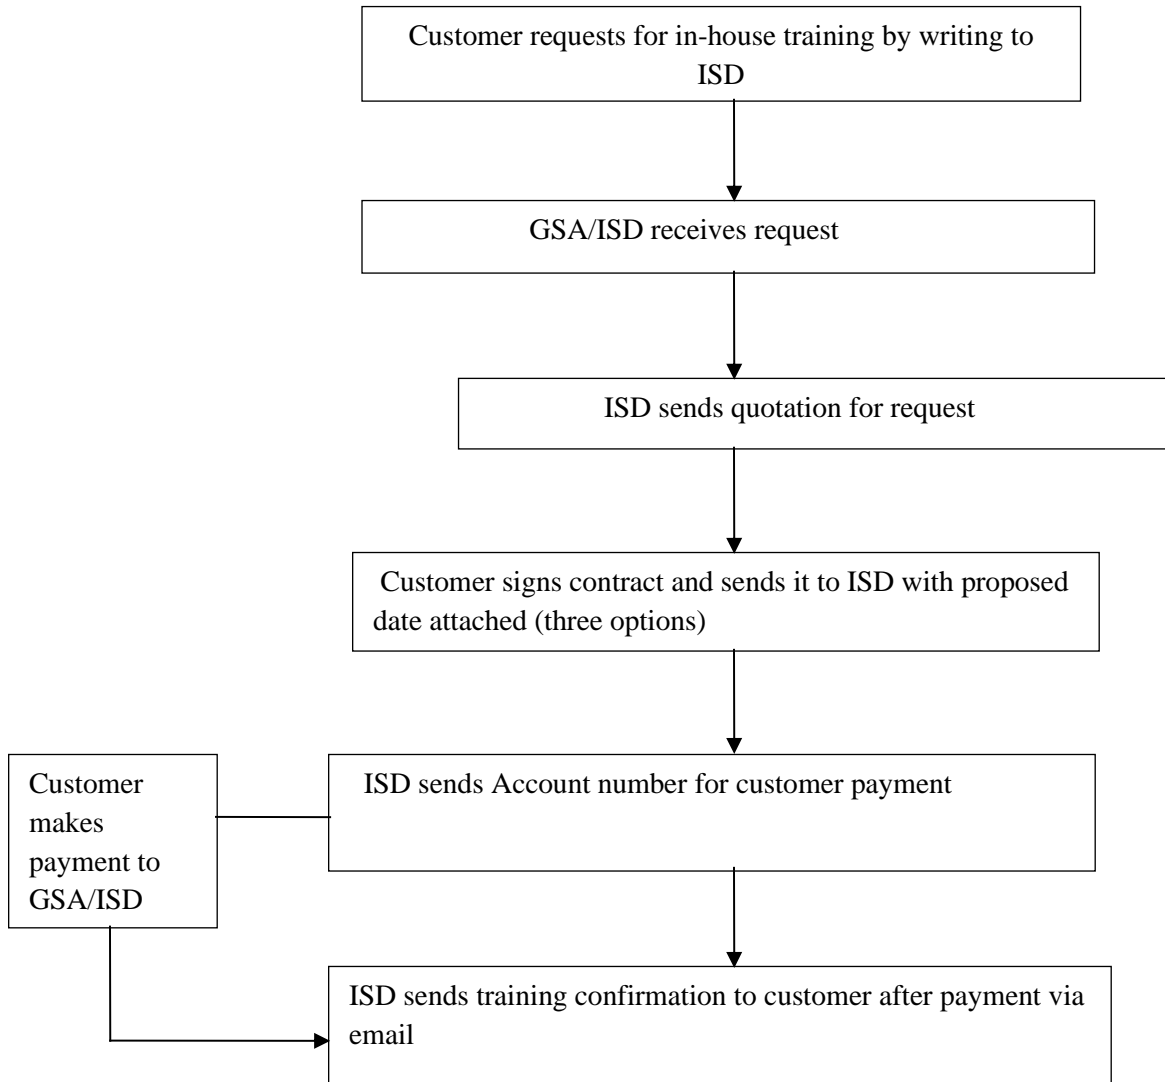 Customer requests for in-house training by writing to
ISD
GSA/ISD receives request
ISD sends quotation for request
Customer signs contract and sends it to ISD with proposed
date attached (three options)
Customer
makes
payment to
GSA/ISD
ISD sends Account number for customer payment
ISD sends training confirmation to customer after payment via
email